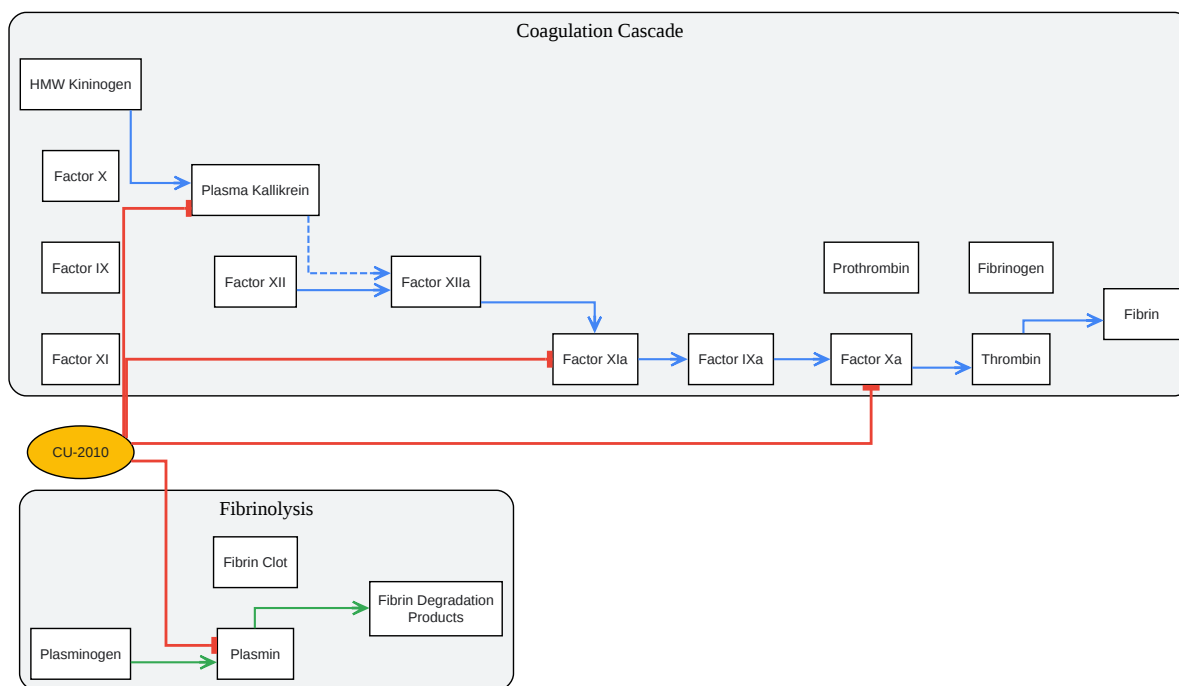 Coagulation Cascade
HMW Kininogen
Factor X
Plasma Kallikrein
Factor IX
Factor XII
Factor XIIa
Prothrombin
Fibrinogen
Fibrin
Factor XI
Factor XIa
Factor IXa
Factor Xa
Thrombin
CU-2010
Fibrinolysis
Fibrin Clot
Fibrin Degradation
Products
Plasminogen
Plasmin